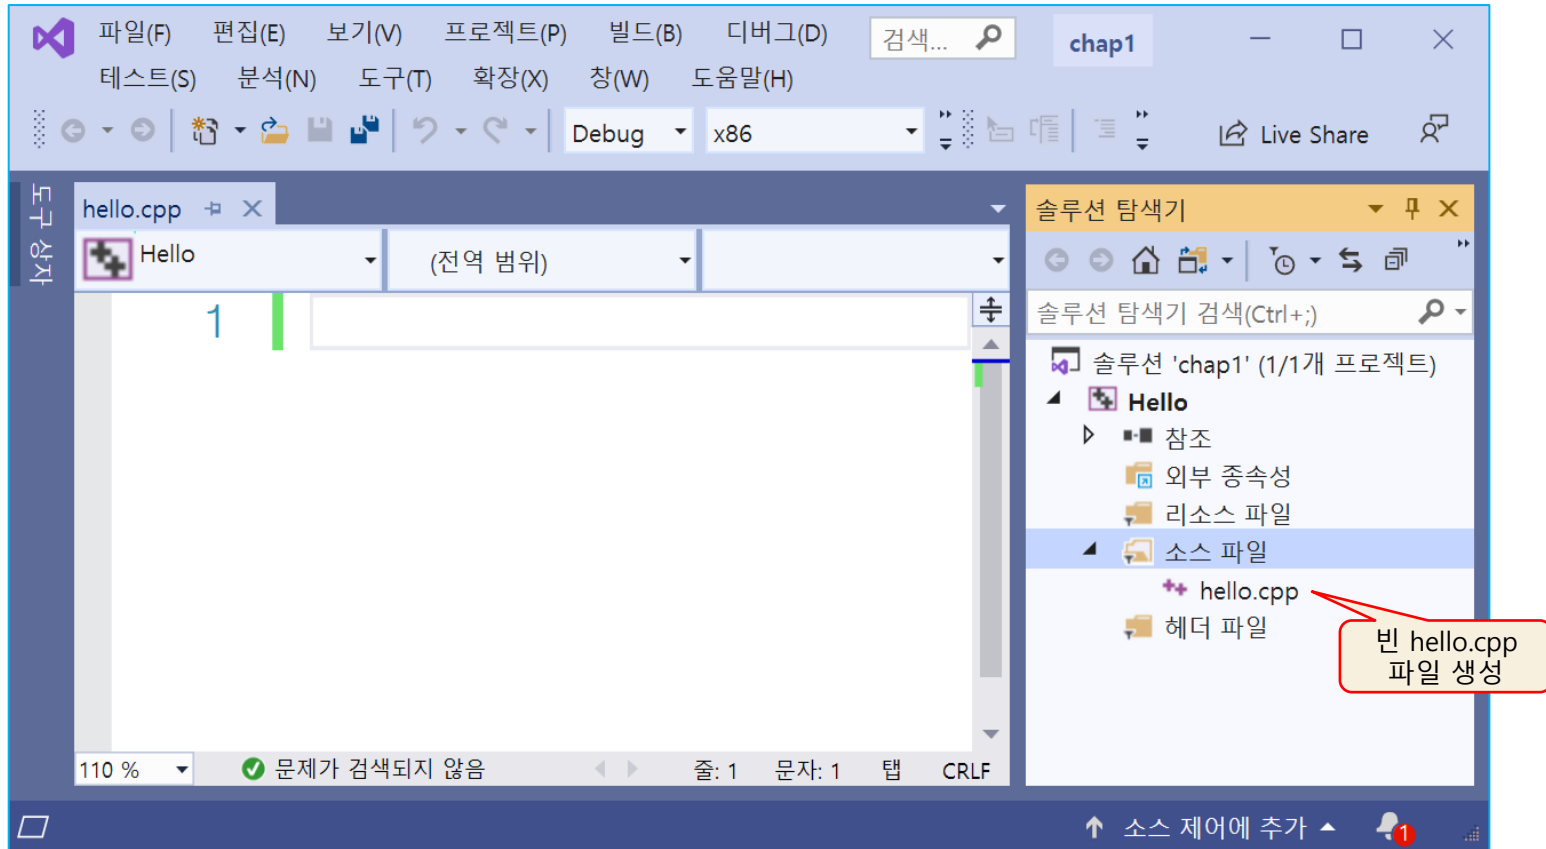 파일(F) 편집(E) 보기(V) 프로젝트(P) 빌드(B) 디버그(D) 검색... chap1
테스트(S) 분석(N) 도구(T) 확장(X) 창(W) 도움말(H)
Debug x86 Live Share
도구 상자
hello.cpp
Hello (전역 범위)
1
110 % 문제가 검색되지 않음 줄: 1 문자: 1 탭 CRLF
솔루션 탐색기
솔루션 탐색기 검색(Ctrl+;)
솔루션 'chap1' (1/1개 프로젝트)
Hello
참조
외부 종속성
리소스 파일
소스 파일
hello.cpp
헤더 파일
빈 hello.cpp
파일 생성
소스 제어에 추가 1